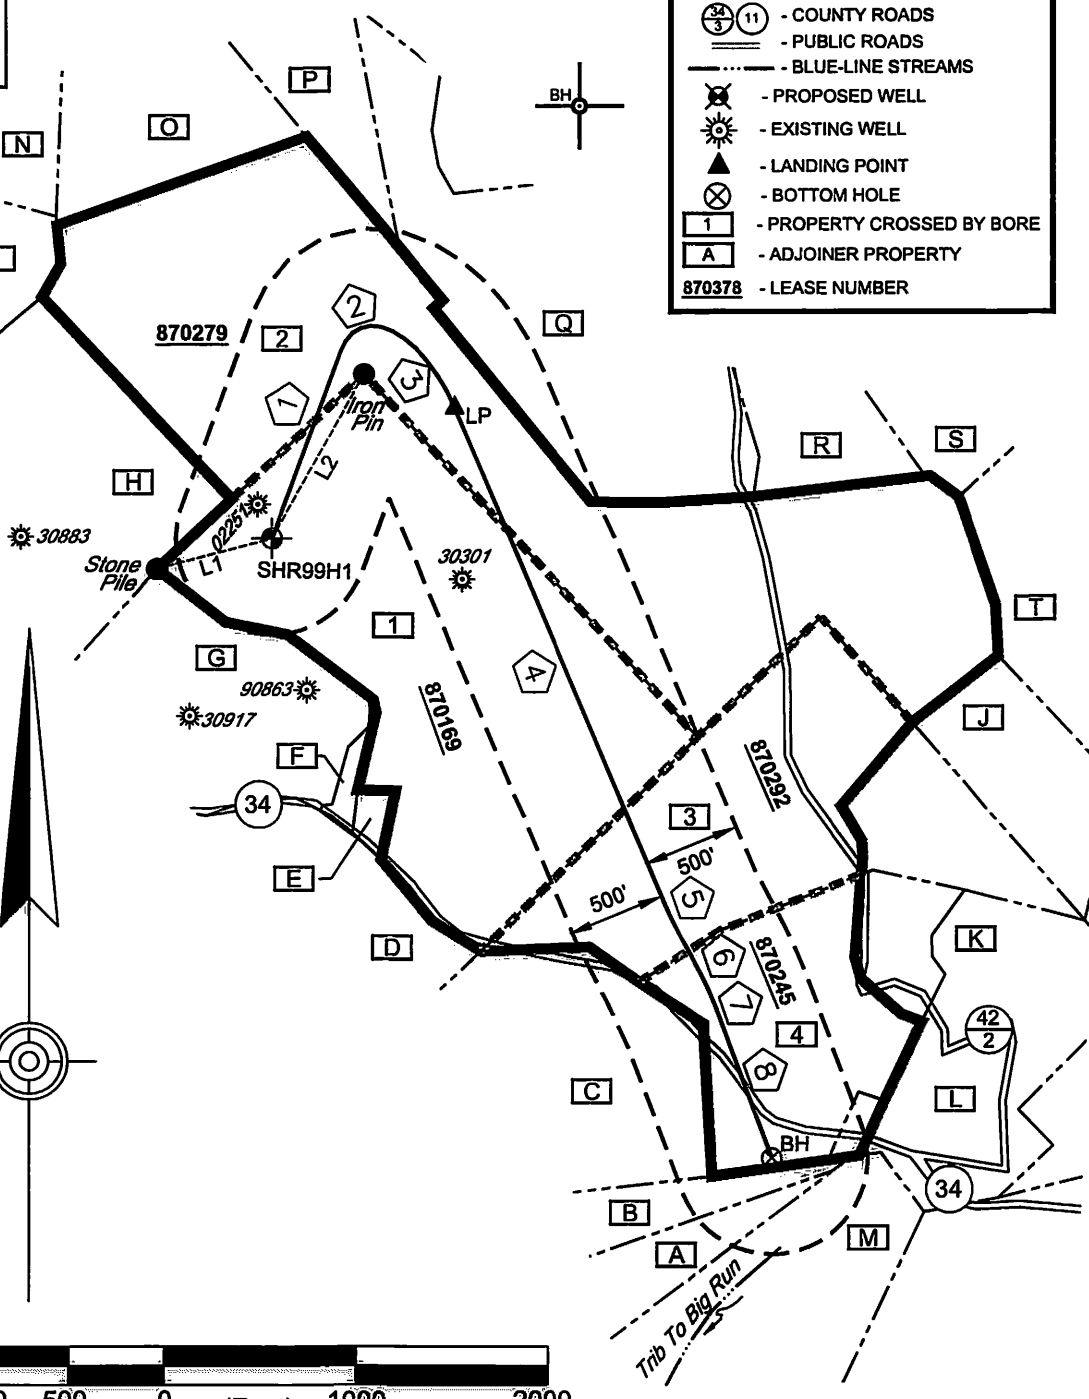 34
3
11
- COUNTY ROADS
- PUBLIC ROADS
- BLUE-LINE STREAMS
- PROPOSED WELL
- EXISTING WELL
- LANDING POINT
- BOTTOM HOLE
1 - PROPERTY CROSSED BY BORE
A - ADJOINER PROPERTY
870378 - LEASE NUMBER
P
BH
O
N
2
Q
870279
2
1
3
Iron
Pin
LP
R
S
H
L2
02251
30883
Stone
Pile
L1
SHR99H1
30301
1
T
G
4
90863
30917
870169
J
F
870292
34
3
500'
E
500'
5
D
6
870245
K
7
4
42
2
8
C
L
BH
34
B
M
A
Trib To Big Run
500
0
1000
2000